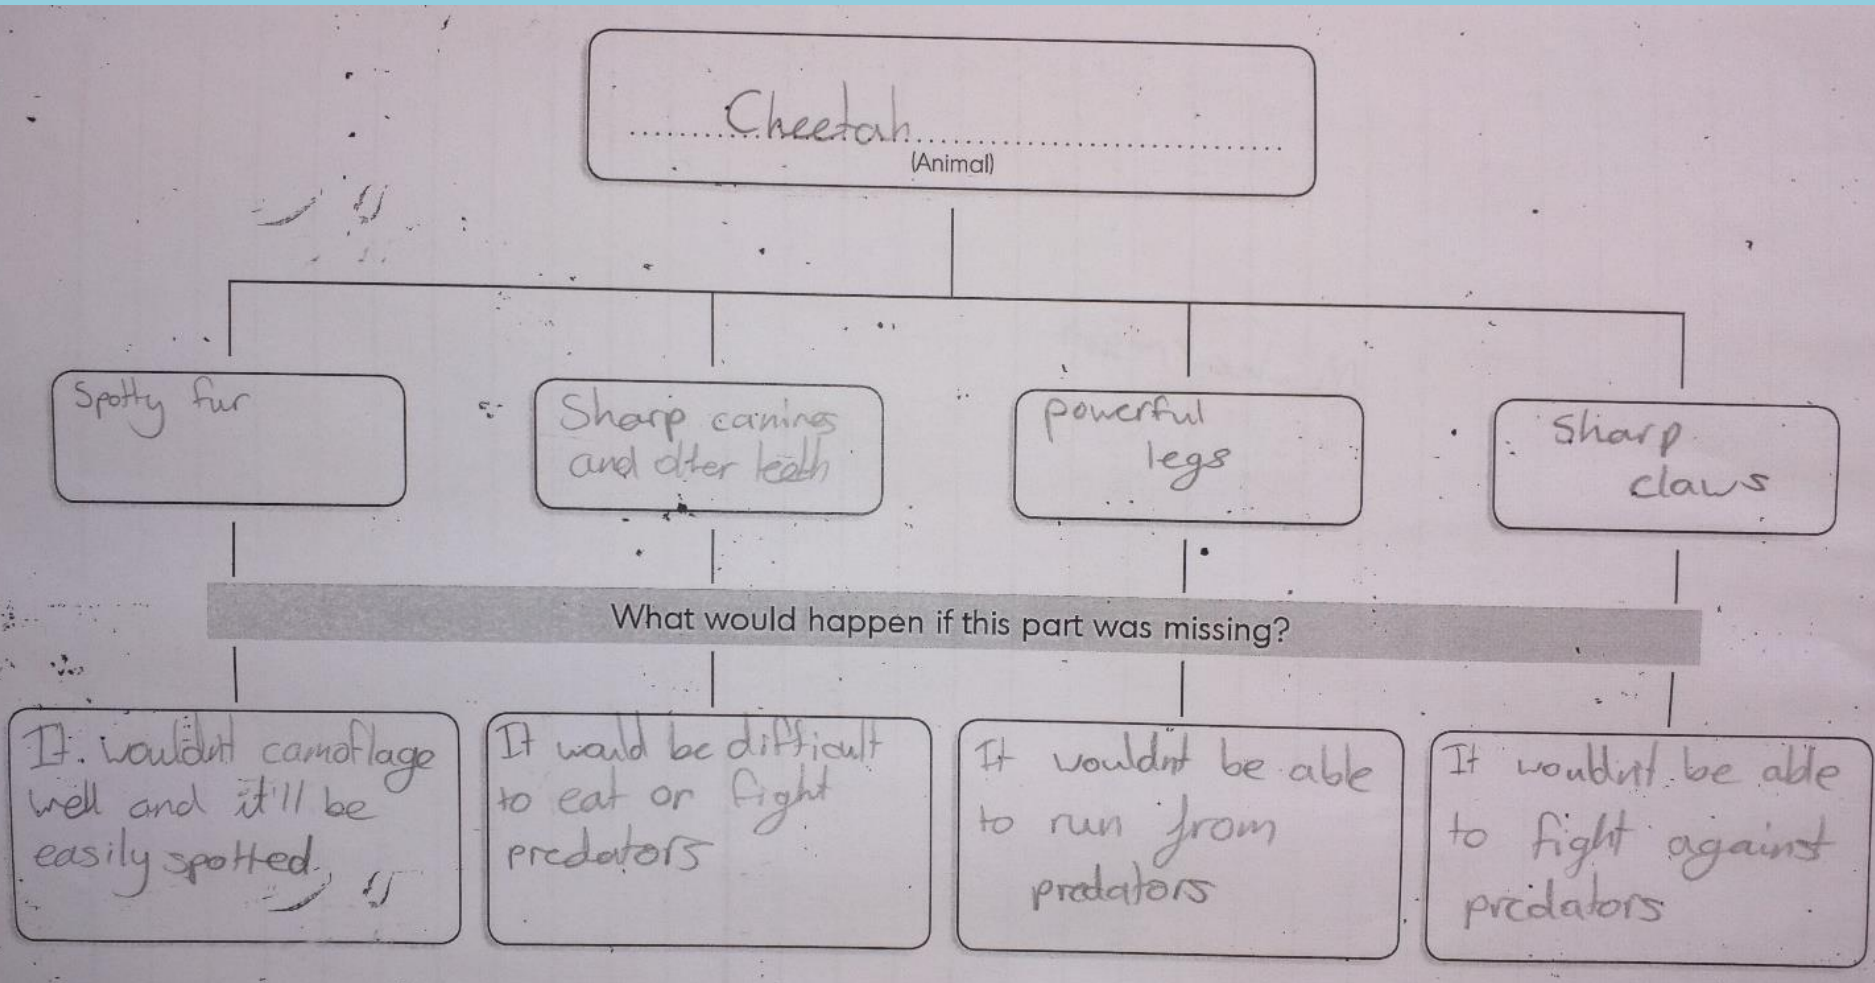 Cheetah
(Animal)
Spotty fur
Sharp canines
and other teeth
powerful
legs
Sharp
claws
What would happen if this part was missing?
It wouldn't camoflage
well and it'll be
easily spotted.
It would be difficult
to eat or fight
predators
It wouldn't be able
to run from
predators
It wouldn't be able
to fight against
predators